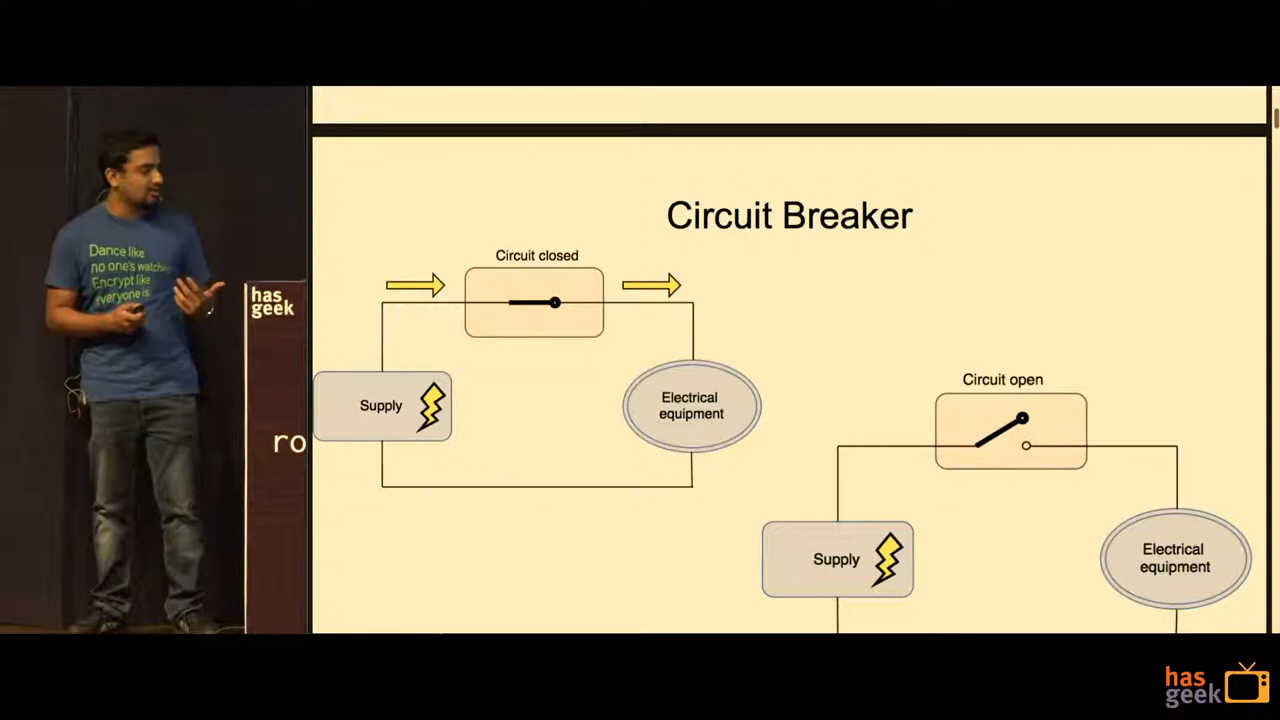 Dance like
no one's watching
Encrypt like
everyone is.
has
geek
ro
Circuit Breaker
Circuit closed
Supply
Electrical
equipment
Circuit open
Supply
Electrical
equipment
has
geek